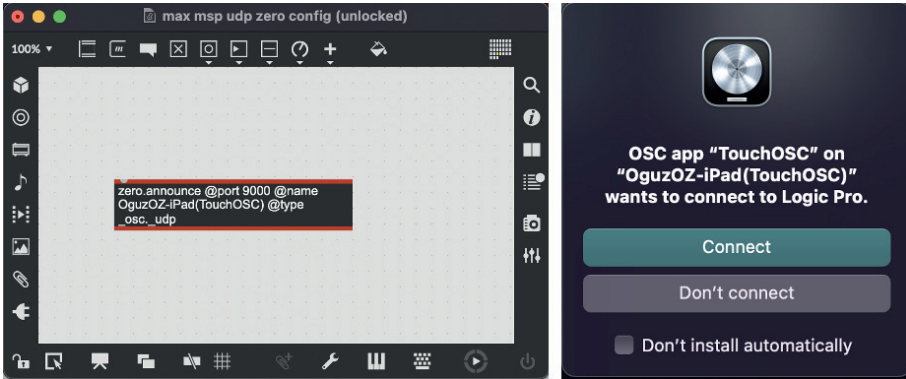 max msp udp zero config (unlocked)
100%
zero.announce @port 9000 @name
OguzOZ-iPad(TouchOSC) @type
_osc._udp
OSC app “TouchOSC” on
“OguzOZ-iPad(TouchOSC)”
wants to connect to Logic Pro.
Connect
Don’t connect
Don’t install automatically